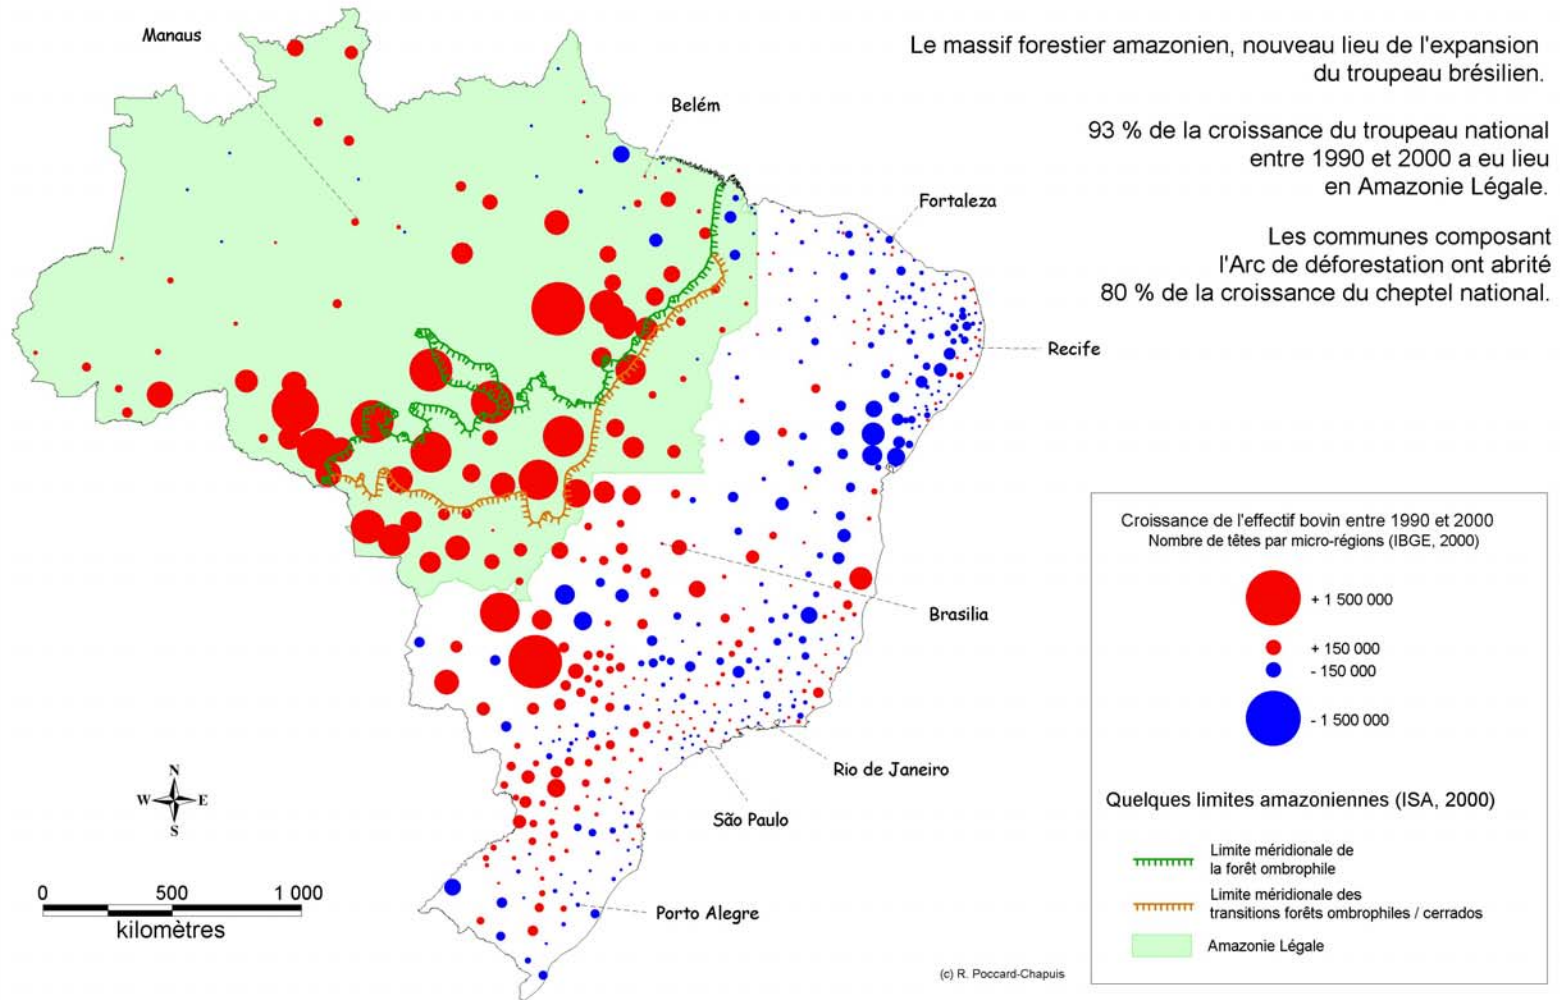 Le massif forestier amazonien, nouveau lieu de l'expansion
du troupeau brésilien.
93 % de la croissance du troupeau national
entre 1990 et 2000 a eu lieu
en Amazonie Légale.
Les communes composant
l'Arc de déforestation ont abrité
80 % de la croissance du cheptel national.
Manaus
Belém
Fortaleza
Recife
Brasilia
Rio de Janeiro
São Paulo
Porto Alegre
N
W E
S
0 500 1 000
kilomètres
Croissance de l'effectif bovin entre 1990 et 2000
Nombre de têtes par micro-régions (IBGE, 2000)
+ 1 500 000
+ 150 000
- 150 000
- 1 500 000
Quelques limites amazoniennes (ISA, 2000)
Limite méridionale de
la forêt ombrophile
Limite méridionale des
transitions forêts ombrophiles / cerrados
Amazonie Légale
(c) R. Poccard-Chapuis